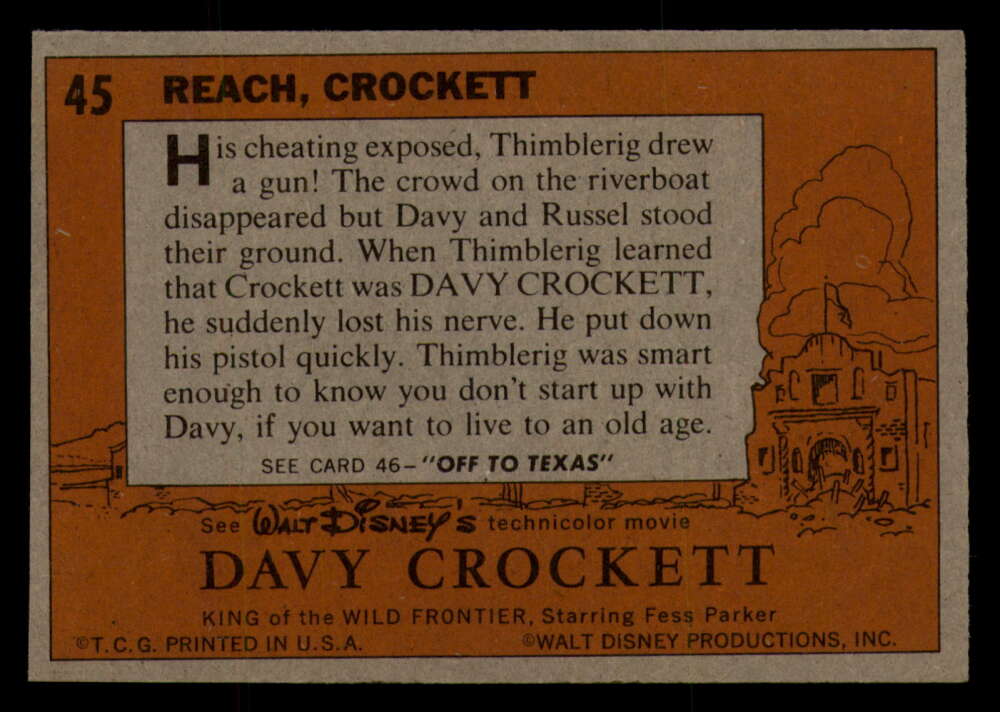 45 REACH, CROCKETT
His cheating exposed, Thimblerig drew
a gun! The crowd on the riverboat
disappeared but Davy and Russel stood
their ground. When Thimblerig learned
that Crockett was DAVY CROCKETT,
he suddenly lost his nerve. He put down
his pistol quickly. Thimblerig was smart
enough to know you don't start up with
Davy, if you want to live to an old age.
SEE CARD 46—"OFF TO TEXAS"
See WALT DISNEY'S technicolor movie
DAVY CROCKETT
KING of the WILD FRONTIER, Starring Fess Parker
©T.C.G. PRINTED IN U.S.A. ©WALT DISNEY PRODUCTIONS, INC.